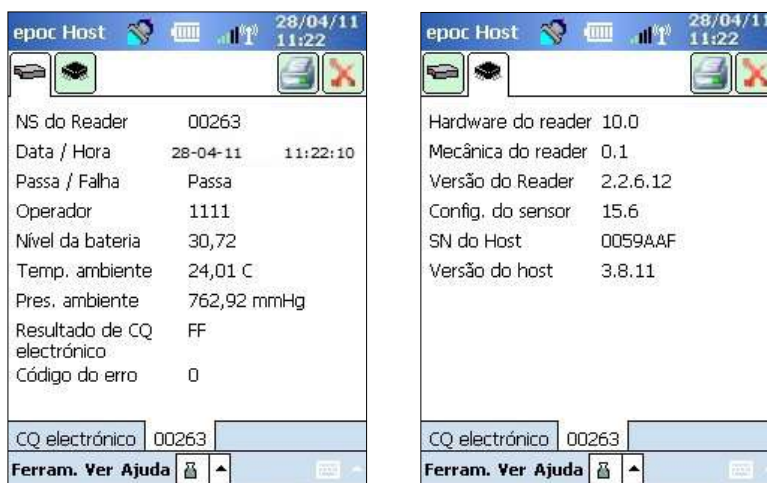 epoc Host 28/04/11
11:22
NS do Reader 00263
Data / Hora 28-04-11 11:22:10
Passa / Falha Passa
Operador 1111
Nível da bateria 30,72
Temp. ambiente 24,01 C
Pres. ambiente 762,92 mmHg
Resultado de CQ FF
electrónico
Código do erro 0
CQ electrónico 00263
Ferram. Ver Ajuda
epoc Host 28/04/11
11:22
Hardware do reader 10.0
Mecânica do reader 0.1
Versão do Reader 2.2.6.12
Config. do sensor 15.6
SN do Host 0059AAF
Versão do host 3.8.11
CQ electrónico 00263
Ferram. Ver Ajuda